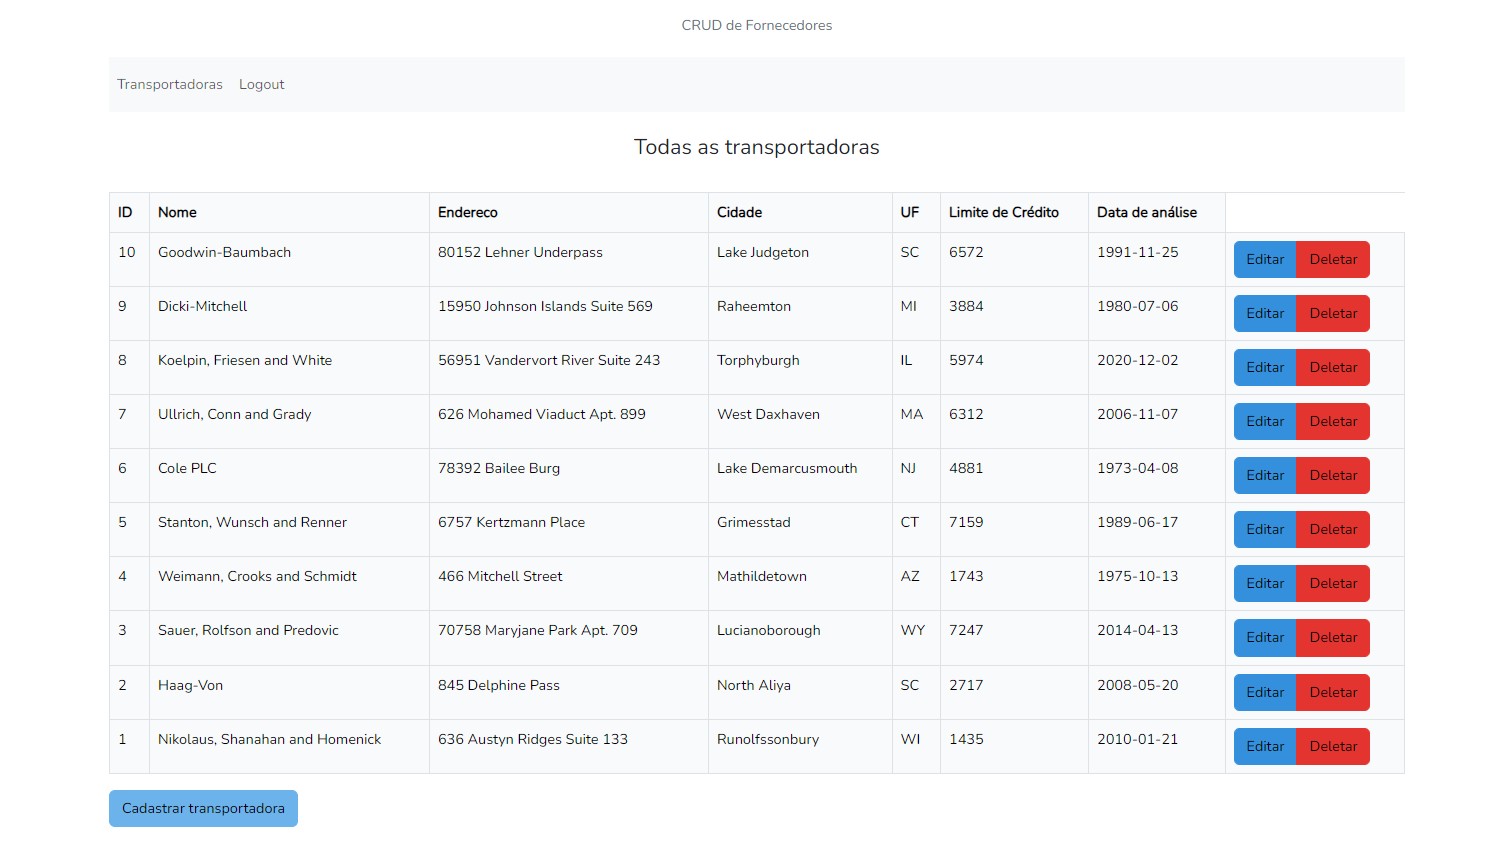 CRUD de Fornecedores
Transportadoras Logout
Todas as transportadoras
ID Nome Endereco Cidade UF Limite de Crédito Data de análise
10 Goodwin-Baumbach 80152 Lehner Underpass Lake Judgeton SC 6572 1991-11-25 Editar Deletar
9 Dicki-Mitchell 15950 Johnson Islands Suite 569 Raheemton MI 3884 1980-07-06 Editar Deletar
8 Koelpin, Friesen and White 56951 Vandervort River Suite 243 Torphyburgh IL 5974 2020-12-02 Editar Deletar
7 Ullrich, Conn and Grady 626 Mohamed Viaduct Apt. 899 West Daxhaven MA 6312 2006-11-07 Editar Deletar
6 Cole PLC 78392 Bailee Burg Lake Demarcusmouth NJ 4881 1973-04-08 Editar Deletar
5 Stanton, Wunsch and Renner 6757 Kertzmann Place Grimesstad CT 7159 1989-06-17 Editar Deletar
4 Weimann, Crooks and Schmidt 466 Mitchell Street Mathildetown AZ 1743 1975-10-13 Editar Deletar
3 Sauer, Rolfson and Predovic 70758 Maryjane Park Apt. 709 Lucianoborough WY 7247 2014-04-13 Editar Deletar
2 Haag-Von 845 Delphine Pass North Aliya SC 2717 2008-05-20 Editar Deletar
1 Nikolaus, Shanahan and Homenick 636 Austyn Ridges Suite 133 Runolfssonbury WI 1435 2010-01-21 Editar Deletar
Cadastrar transportadora